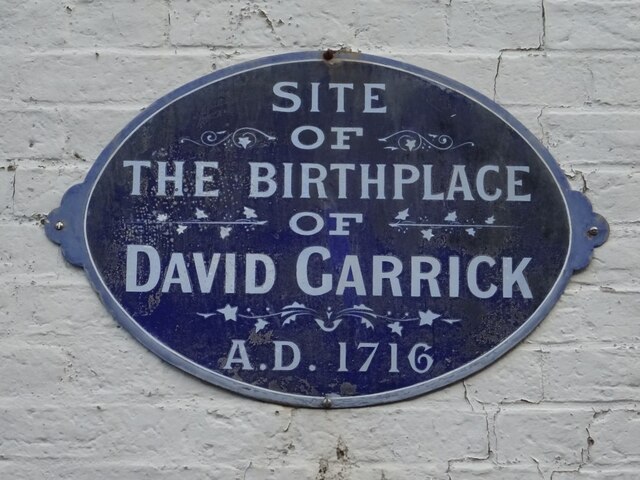 SITE
OF
THE BIRTHPLACE
OF
DAVID GARRICK
A.D. 1716